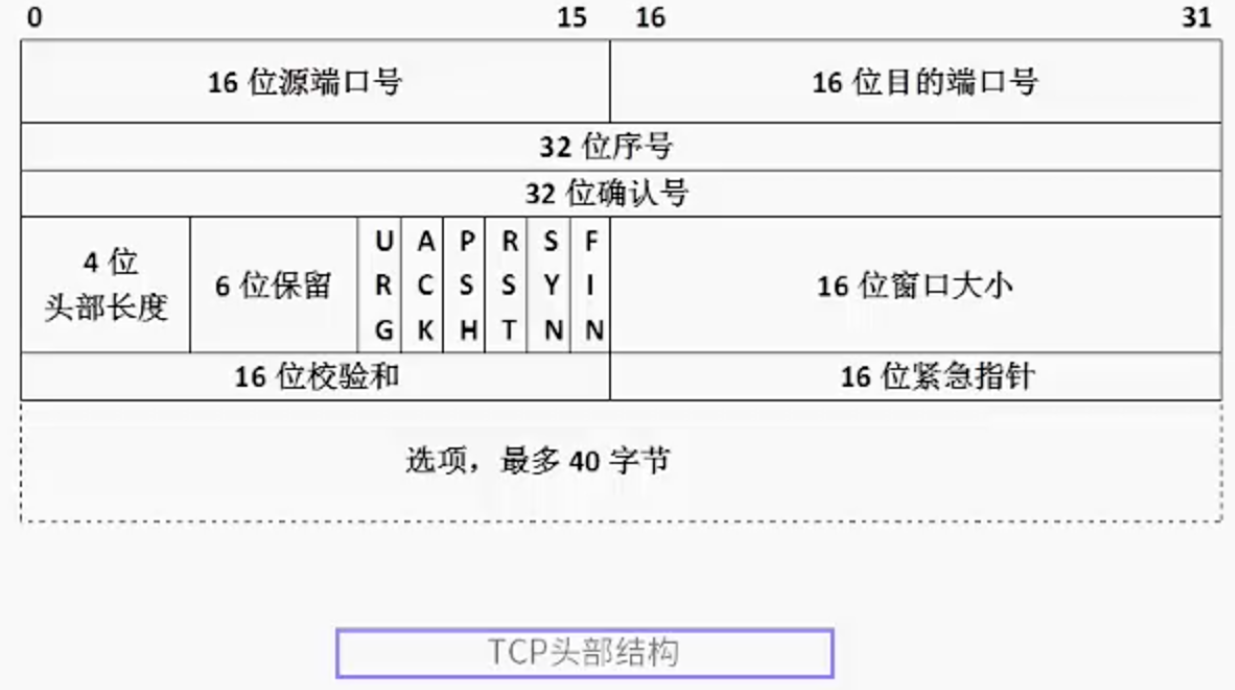 0 15 16 31
16 位源端口号 16 位目的端口号
32 位序号
32 位确认号
4 位
头部长度
6 位保留
URG
ACK
PSH
RST
SYN
FIN
16 位窗口大小
16 位校验和 16 位紧急指针
选项，最多 40 字节
TCP头部结构